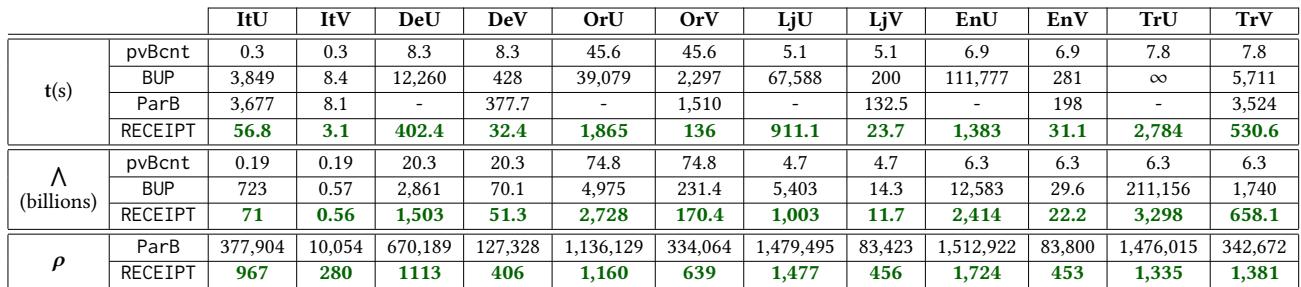 ItU ItV DeU DeV OrU OrV LjU LjV EnU EnV TrU TrV
t(s)
pvBcnt 0.3 0.3 8.3 8.3 45.6 45.6 5.1 5.1 6.9 6.9 7.8 7.8
BUP 3,849 8.4 12,260 428 39,079 2,297 67,588 200 111,777 281 ∞ 5,711
ParB 3,677 8.1 - 377.7 - 1,510 - 132.5 - 198 - 3,524
RECEIPT 56.8 3.1 402.4 32.4 1,865 136 911.1 23.7 1,383 31.1 2,784 530.6
⋀
(billions)
pvBcnt 0.19 0.19 20.3 20.3 74.8 74.8 4.7 4.7 6.3 6.3 6.3 6.3
BUP 723 0.57 2,861 70.1 4,975 231.4 5,403 14.3 12,583 29.6 211,156 1,740
RECEIPT 71 0.56 1,503 51.3 2,728 170.4 1,003 11.7 2,414 22.2 3,298 658.1
ρ
ParB 377,904 10,054 670,189 127,328 1,136,129 334,064 1,479,495 83,423 1,512,922 83,800 1,476,015 342,672
RECEIPT 967 280 1113 406 1,160 639 1,477 456 1,724 453 1,335 1,381